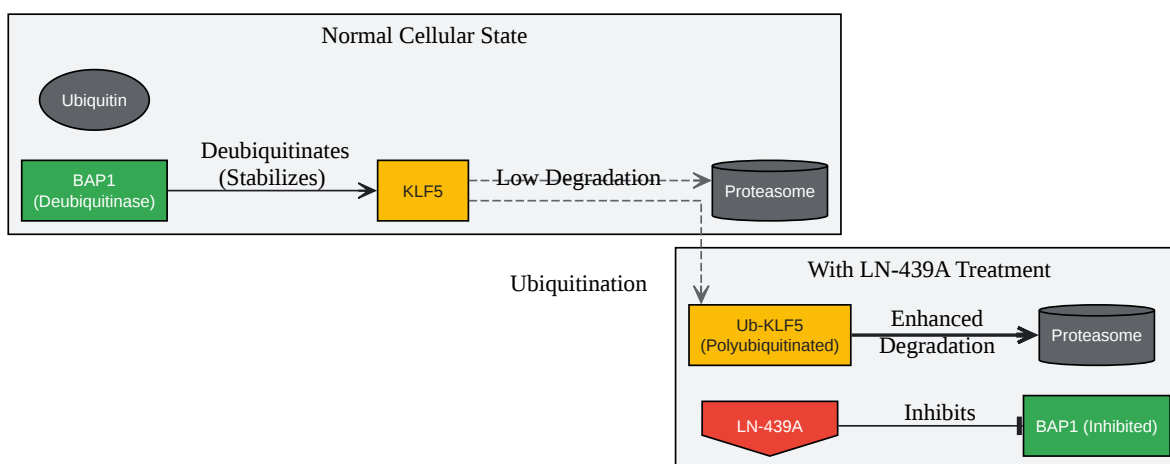 Normal Cellular State
Ubiquitin
BAP1
(Deubiquitinase)
Deubiquitinates
(Stabilizes)
KLF5
Low Degradation
Proteasome
Ubiquitination
With LN-439A Treatment
Ub-KLF5
(Polyubiquitinated)
Enhanced
Degradation
Proteasome
LN-439A
Inhibits
BAP1 (Inhibited)